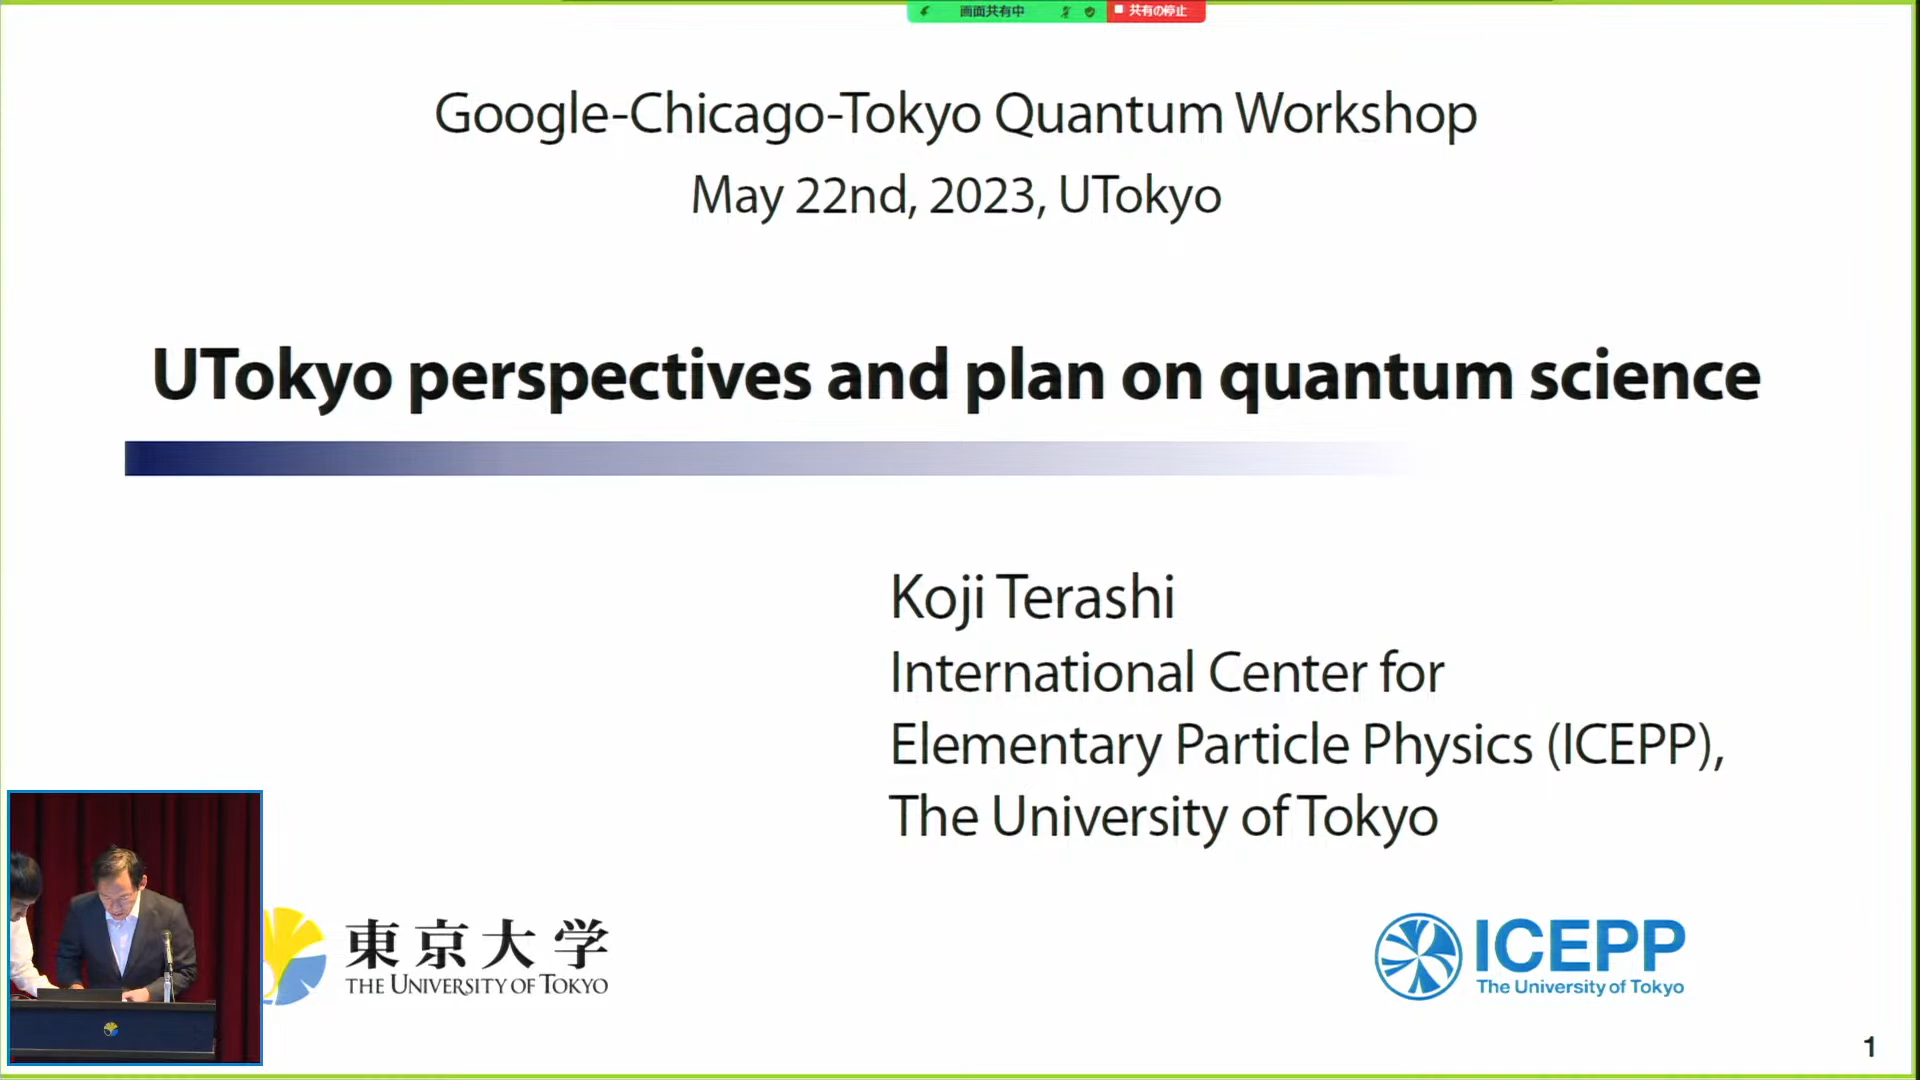 画面共有中
共有の停止
Google-Chicago-Tokyo Quantum Workshop
May 22nd, 2023, UTokyo
UTokyo perspectives and plan on quantum science
Koji Terashi
International Center for
Elementary Particle Physics (ICEPP),
The University of Tokyo
東京大学
THE UNIVERSITY OF TOKYO
ICEPP
The University of Tokyo
1